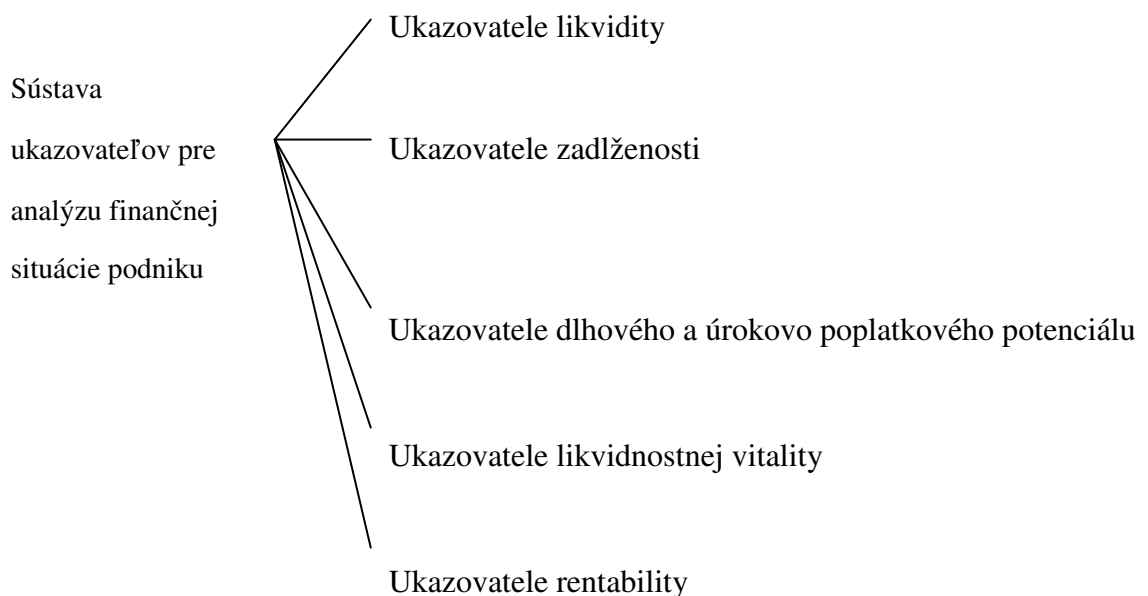 Sústava
ukazovateľov pre
analýzu finančnej
situácie podniku
Ukazovatele likvidity
Ukazovatele zadlženosti
Ukazovatele dlhového a úrokovo poplatkového potenciálu
Ukazovatele likvidnostnej vitality
Ukazovatele rentability